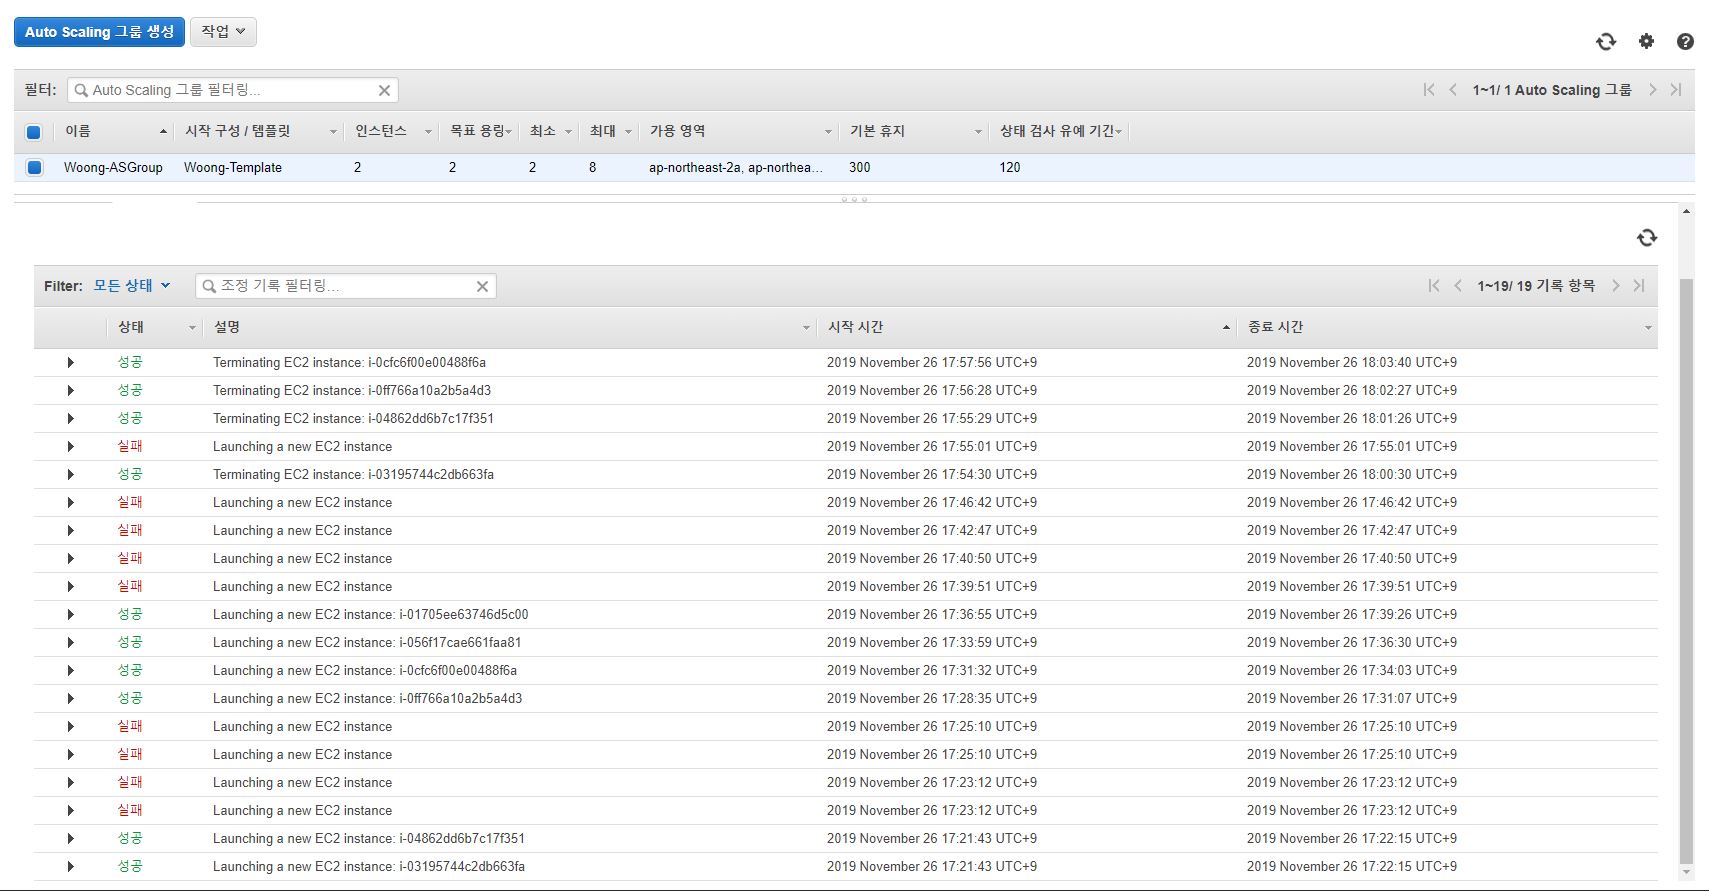 Auto Scaling 그룹 생성 작업
필터: Auto Scaling 그룹 필터링... 1~1/ 1 Auto Scaling 그룹
이름 시작 구성 / 템플릿 인스턴스 목표 용량 최소 최대 가용 영역 기본 휴지 상태 검사 유예 기간
Woong-ASGroup Woong-Template 2 2 2 8 ap-northeast-2a, ap-northea... 300 120
Filter: 모든 상태 조정 기록 필터링... 1~19/ 19 기록 항목
상태 설명 시작 시간 종료 시간
성공 Terminating EC2 instance: i-0cfc6f00e00488f6a 2019 November 26 17:57:56 UTC+9 2019 November 26 18:03:40 UTC+9
성공 Terminating EC2 instance: i-0ff766a10a2b5a4d3 2019 November 26 17:56:28 UTC+9 2019 November 26 18:02:27 UTC+9
성공 Terminating EC2 instance: i-04862dd6b7c17f351 2019 November 26 17:55:29 UTC+9 2019 November 26 18:01:26 UTC+9
실패 Launching a new EC2 instance 2019 November 26 17:55:01 UTC+9 2019 November 26 17:55:01 UTC+9
성공 Terminating EC2 instance: i-03195744c2db663fa 2019 November 26 17:54:30 UTC+9 2019 November 26 18:00:30 UTC+9
실패 Launching a new EC2 instance 2019 November 26 17:46:42 UTC+9 2019 November 26 17:46:42 UTC+9
실패 Launching a new EC2 instance 2019 November 26 17:42:47 UTC+9 2019 November 26 17:42:47 UTC+9
실패 Launching a new EC2 instance 2019 November 26 17:40:50 UTC+9 2019 November 26 17:40:50 UTC+9
실패 Launching a new EC2 instance 2019 November 26 17:39:51 UTC+9 2019 November 26 17:39:51 UTC+9
성공 Launching a new EC2 instance: i-01705ee63746d5c00 2019 November 26 17:36:55 UTC+9 2019 November 26 17:39:26 UTC+9
성공 Launching a new EC2 instance: i-056f17cae661faa81 2019 November 26 17:33:59 UTC+9 2019 November 26 17:36:30 UTC+9
성공 Launching a new EC2 instance: i-0cfc6f00e00488f6a 2019 November 26 17:31:32 UTC+9 2019 November 26 17:34:03 UTC+9
성공 Launching a new EC2 instance: i-0ff766a10a2b5a4d3 2019 November 26 17:28:35 UTC+9 2019 November 26 17:31:07 UTC+9
실패 Launching a new EC2 instance 2019 November 26 17:25:10 UTC+9 2019 November 26 17:25:10 UTC+9
실패 Launching a new EC2 instance 2019 November 26 17:25:10 UTC+9 2019 November 26 17:25:10 UTC+9
실패 Launching a new EC2 instance 2019 November 26 17:23:12 UTC+9 2019 November 26 17:23:12 UTC+9
실패 Launching a new EC2 instance 2019 November 26 17:23:12 UTC+9 2019 November 26 17:23:12 UTC+9
성공 Launching a new EC2 instance: i-04862dd6b7c17f351 2019 November 26 17:21:43 UTC+9 2019 November 26 17:22:15 UTC+9
성공 Launching a new EC2 instance: i-03195744c2db663fa 2019 November 26 17:21:43 UTC+9 2019 November 26 17:22:15 UTC+9